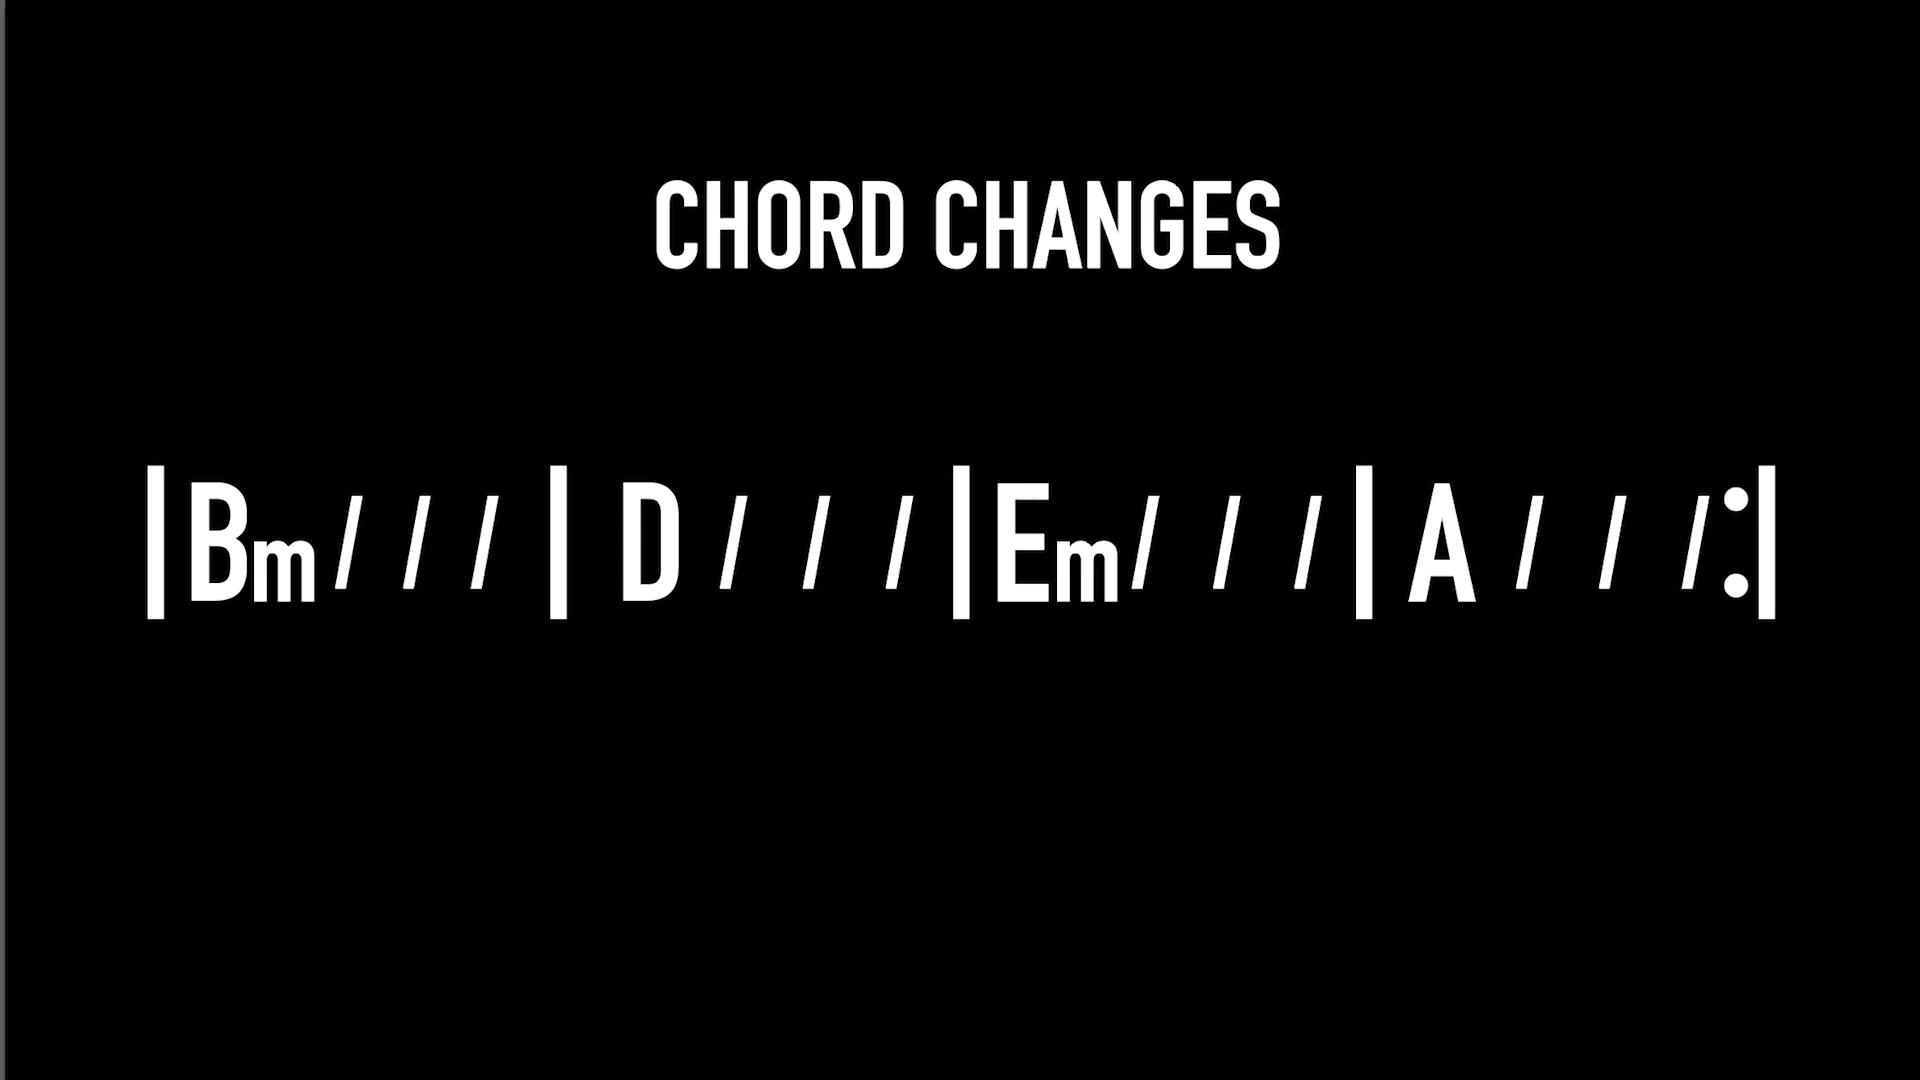 CHORD CHANGES
|Bm / / / | D / / / |Em / / / | A / / / :|